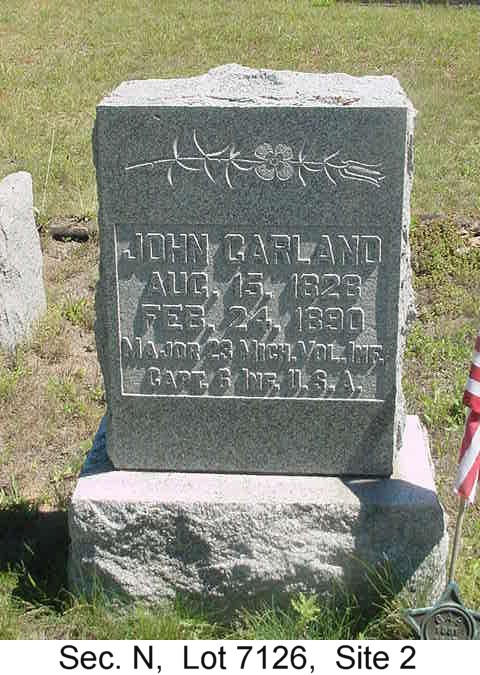 JOHN CARLAND
AUG. 15. 1828
FEB. 24. 1890
MAJOR 23 MICH. VOL. INF.
CAPT. 6 INF. U.S.A.
Sec. N, Lot 7126, Site 2